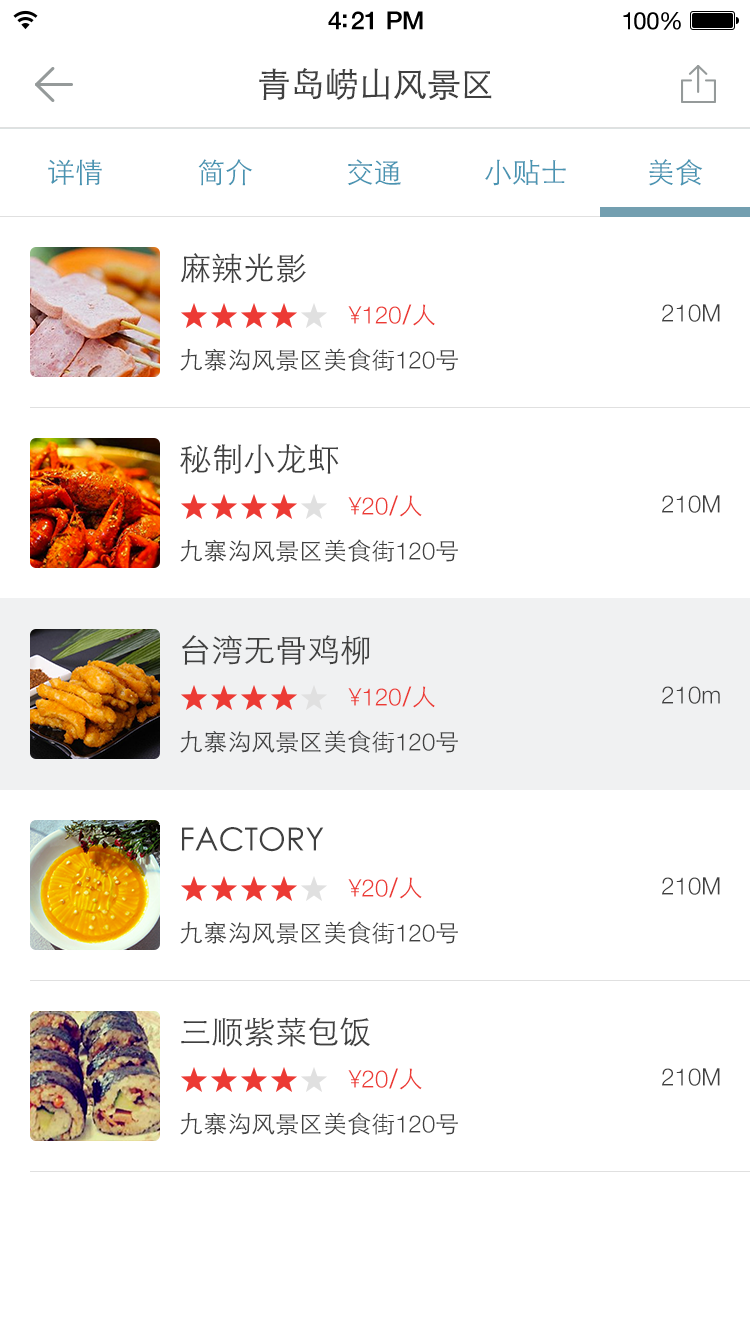 4:21 PM
100%
青岛崂山风景区
详情
简介
交通
小贴士
美食
麻辣光影
¥120/人
210M
九寨沟风景区美食街120号
秘制小龙虾
¥20/人
210M
九寨沟风景区美食街120号
台湾无骨鸡柳
¥120/人
210m
九寨沟风景区美食街120号
FACTORY
¥20/人
210M
九寨沟风景区美食街120号
三顺紫菜包饭
¥20/人
210M
九寨沟风景区美食街120号